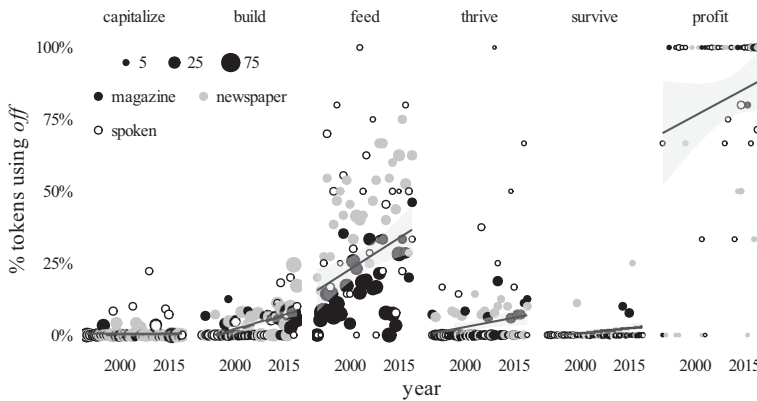 capitalize build feed thrive survive profit
100%
5 25 75
magazine newspaper
spoken
75%
50%
25%
0%
% tokens using off
2000 2015 2000 2015 2000 2015 2000 2015 2000 2015 2000 2015
year